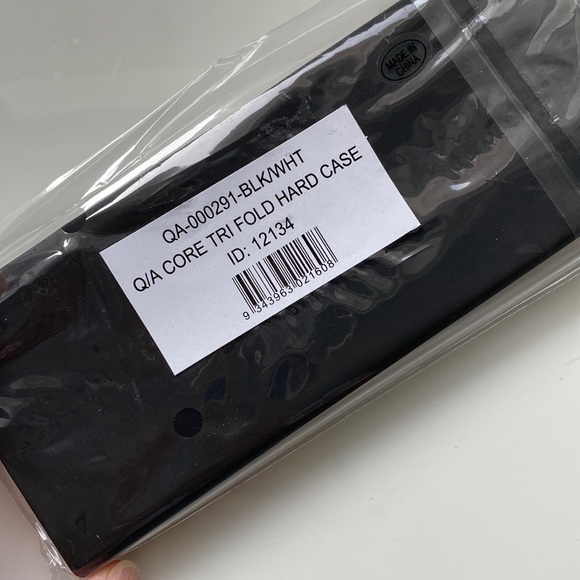 MADE IN
CHINA
QA-000291-BLK/WHT
Q/A CORE TRI FOLD HARD CASE
ID: 12134
9 343963 021608